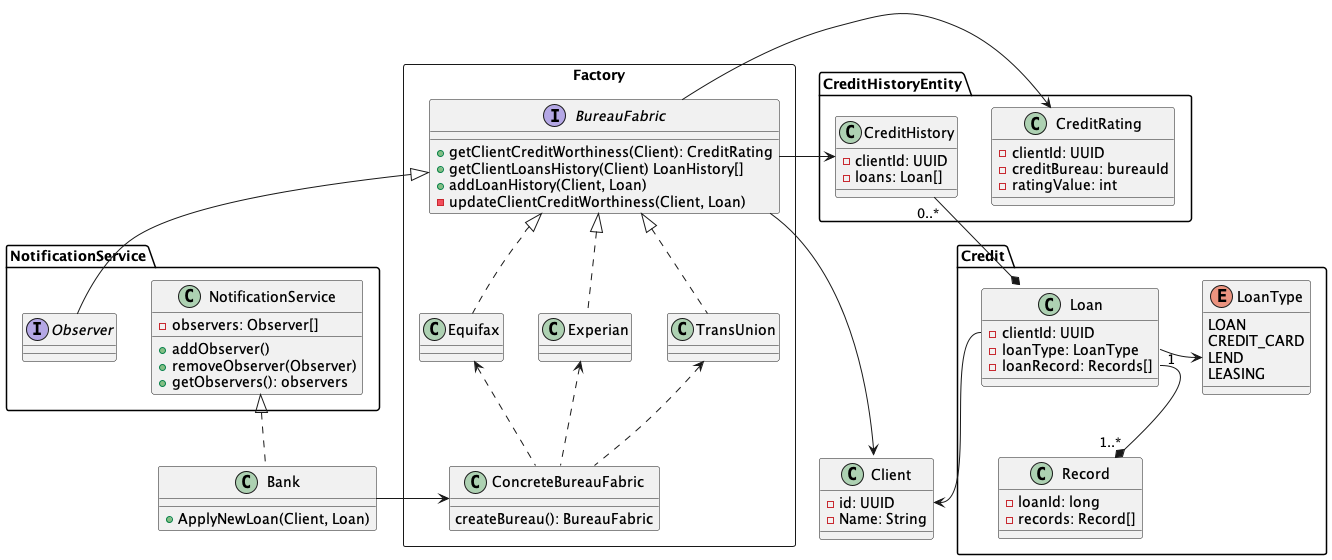 Factory
I BureauFabric
getClientCreditWorthiness(Client): CreditRating
getClientLoansHistory(Client) LoanHistory[]
addLoanHistory(Client, Loan)
updateClientCreditWorthiness(Client, Loan)
CreditHistoryEntity
C CreditHistory
clientId: UUID
loans: Loan[]
C CreditRating
clientId: UUID
creditBureau: bureauId
ratingValue: int
0..*
NotificationService
I Observer
C NotificationService
observers: Observer[]
addObserver()
removeObserver(Observer)
getObservers(): observers
C Equifax
C Experian
C TransUnion
Credit
C Loan
clientId: UUID
loanType: LoanType
loanRecord: Records[]
E LoanType
LOAN
CREDIT_CARD
LEND
LEASING
1
1..*
C Bank
ApplyNewLoan(Client, Loan)
C ConcreteBureauFabric
createBureau(): BureauFabric
C Client
id: UUID
Name: String
C Record
loanId: long
records: Record[]